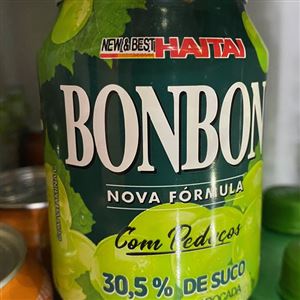 NEW & BEST HAITAI
BONBON
NOVA FÓRMULA
Com Pedaços
30,5% DE SUCO